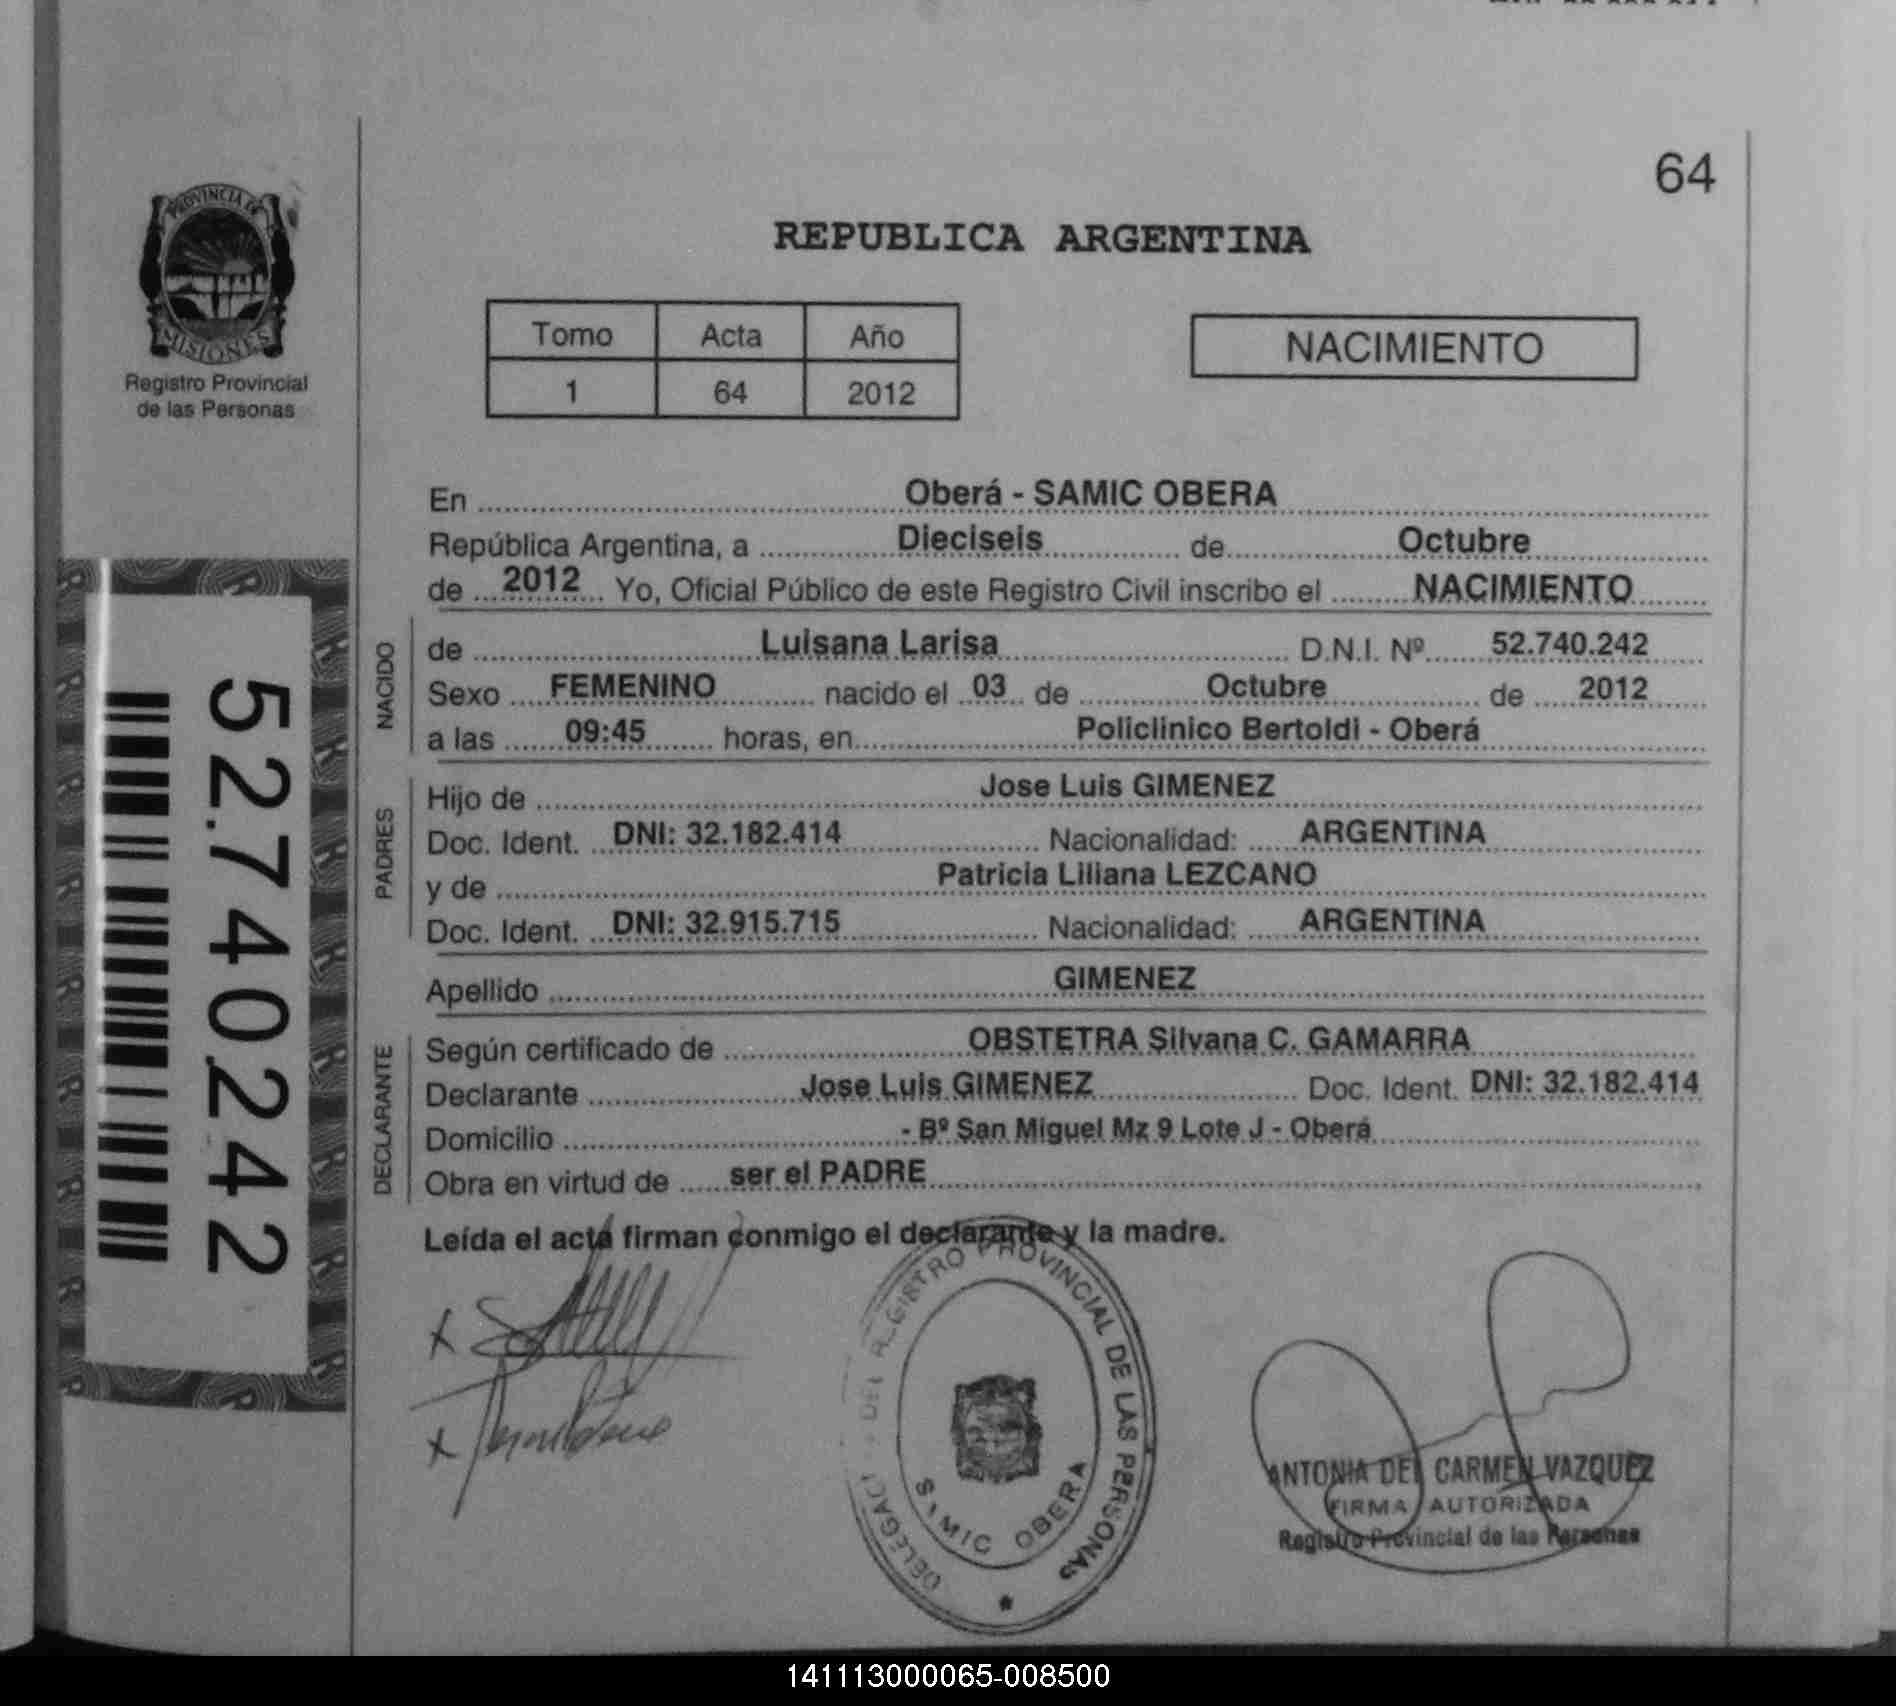 64
PROVINCIA DE
MISIONES
Registro Provincial
de las Personas
REPUBLICA ARGENTINA
Tomo Acta Año
1 64 2012
NACIMIENTO
En Oberá - SAMIC OBERA
República Argentina, a Dieciseis de Octubre
de 2012 Yo, Oficial Público de este Registro Civil inscribo el NACIMIENTO
NACIDO
de Luisana Larisa D.N.I. Nº 52.740.242
Sexo FEMENINO nacido el 03 de Octubre de 2012
a las 09:45 horas, en Policlinico Bertoldi - Oberá
PADRES
Hijo de Jose Luis GIMENEZ
Doc. Ident. DNI: 32.182.414 Nacionalidad: ARGENTINA
y de Patricia Liliana LEZCANO
Doc. Ident. DNI: 32.915.715 Nacionalidad: ARGENTINA
Apellido GIMENEZ
DECLARANTE
Según certificado de OBSTETRA Silvana C. GAMARRA
Declarante Jose Luis GIMENEZ Doc. Ident. DNI: 32.182.414
Domicilio - Bº San Miguel Mz 9 Lote J - Oberá
Obra en virtud de ser el PADRE
Leída el acta firman conmigo el declarante y la madre.
52.740.242
DEL REGISTRO PROVINCIAL DE LAS PERSONAS
SAMIC OBERA
ANTONIA DEL CARMEN VAZQUEZ
FIRMA AUTORIZADA
Registro Provincial de las Personas
141113000065-008500